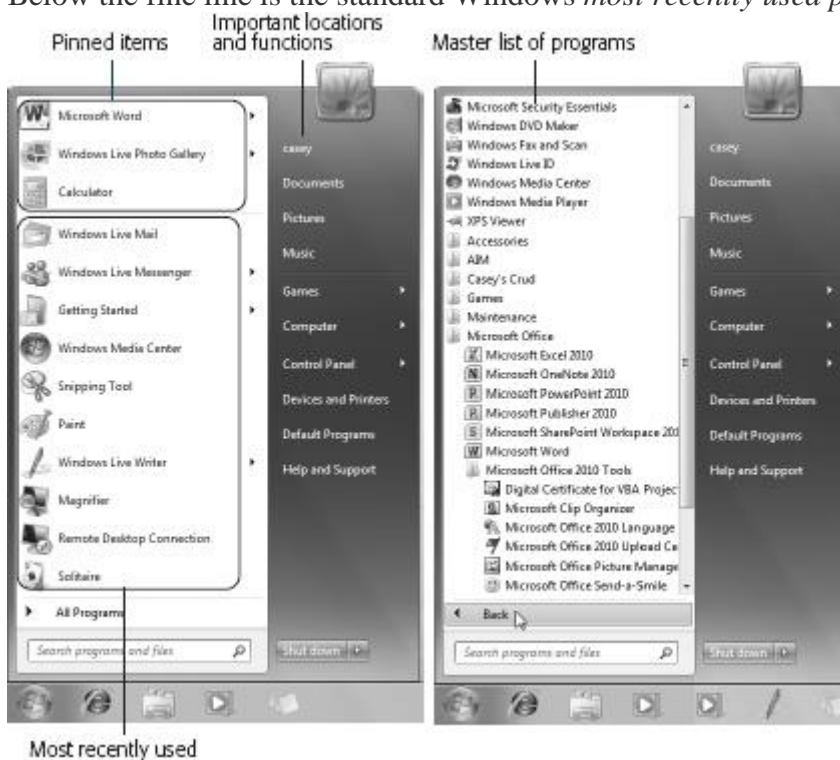 Below the fine line is the standard Windows most recently used p
Important locations
and functions
Pinned items
Master list of programs
Microsoft Word
Windows Live Photo Gallery
Calculator
Windows Live Mail
Windows Live Messenger
Getting Started
Windows Media Center
Snipping Tool
Paint
Windows Live Writer
Magnifier
Remote Desktop Connection
Solitaire
All Programs
Search programs and files
casey
Documents
Pictures
Music
Games
Computer
Control Panel
Devices and Printers
Default Programs
Help and Support
Shut down
Microsoft Security Essentials
Windows DVD Maker
Windows Fax and Scan
Windows Live ID
Windows Media Center
Windows Media Player
XPS Viewer
Accessories
AIM
Casey's Crud
Games
Maintenance
Microsoft Office
Microsoft Excel 2010
Microsoft OneNote 2010
Microsoft PowerPoint 2010
Microsoft Publisher 2010
Microsoft SharePoint Workspace 201
Microsoft Word
Microsoft Office 2010 Tools
Digital Certificate for VBA Projec
Microsoft Clip Organizer
Microsoft Office 2010 Language
Microsoft Office 2010 Upload Ce
Microsoft Office Picture Manage
Microsoft Office Send-a-Smile
Back
Search programs and files
casey
Documents
Pictures
Music
Games
Computer
Control Panel
Devices and Printers
Default Programs
Help and Support
Shut down
Most recently used